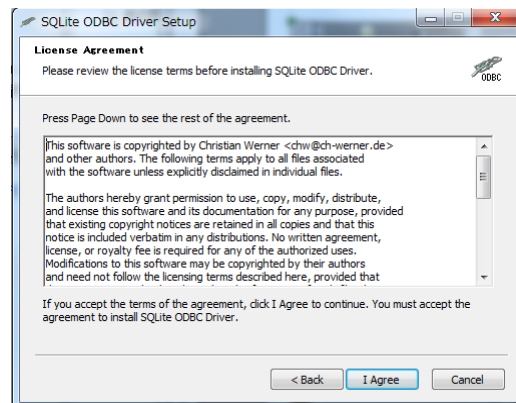 SQLite ODBC Driver Setup
License Agreement
Please review the license terms before installing SQLite ODBC Driver.
ODBC
Press Page Down to see the rest of the agreement.
This software is copyrighted by Christian Werner <chw@ch-werner.de>
and other authors. The following terms apply to all files associated
with the software unless explicitly disclaimed in individual files.
The authors hereby grant permission to use, copy, modify, distribute,
and license this software and its documentation for any purpose, provided
that existing copyright notices are retained in all copies and that this
notice is included verbatim in any distributions. No written agreement,
license, or royalty fee is required for any of the authorized uses.
Modifications to this software may be copyrighted by their authors
and need not follow the licensing terms described here, provided that
If you accept the terms of the agreement, click I Agree to continue. You must accept the
agreement to install SQLite ODBC Driver.
< Back
I Agree
Cancel